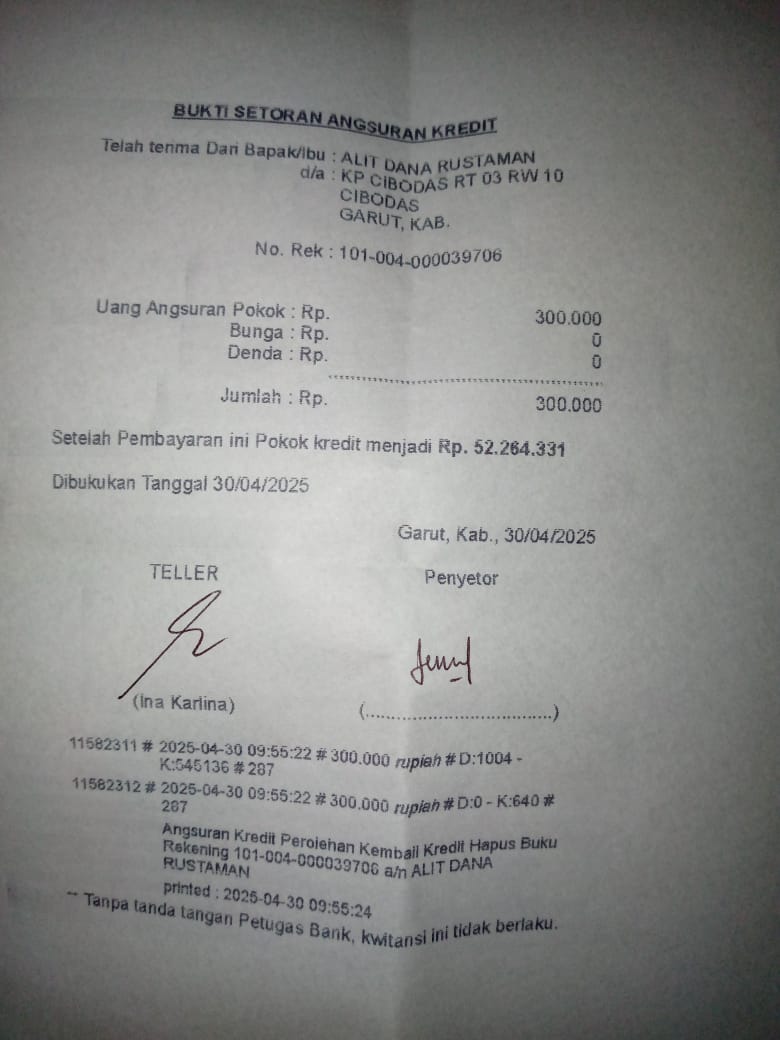 BUKTI SETORAN ANGSURAN KREDIT
Telah terima Dari Bapak/Ibu : ALIT DANA RUSTAMAN
d/a : KP CIBODAS RT 03 RW 10
CIBODAS
GARUT, KAB.
No. Rek : 101-004-000039706
Uang Angsuran Pokok : Rp. 300.000
Bunga : Rp. 0
Denda : Rp. 0
Jumlah : Rp. 300.000
Setelah Pembayaran ini Pokok kredit menjadi Rp. 52.264.331
Dibukukan Tanggal 30/04/2025
Garut, Kab., 30/04/2025
TELLER Penyetor
(Ina Karlina) (..................................)
11582311 # 2025-04-30 09:55:22 # 300.000 rupiah # D:1004 -
K:545136 # 287
11582312 # 2025-04-30 09:55:22 # 300.000 rupiah # D:0 - K:640 #
287
Angsuran Kredit Perolehan Kembali Kredit Hapus Buku
Rekening 101-004-000039706 a/n ALIT DANA
RUSTAMAN
printed : 2025-04-30 09:55:24
** Tanpa tanda tangan Petugas Bank, kwitansi ini tidak berlaku.